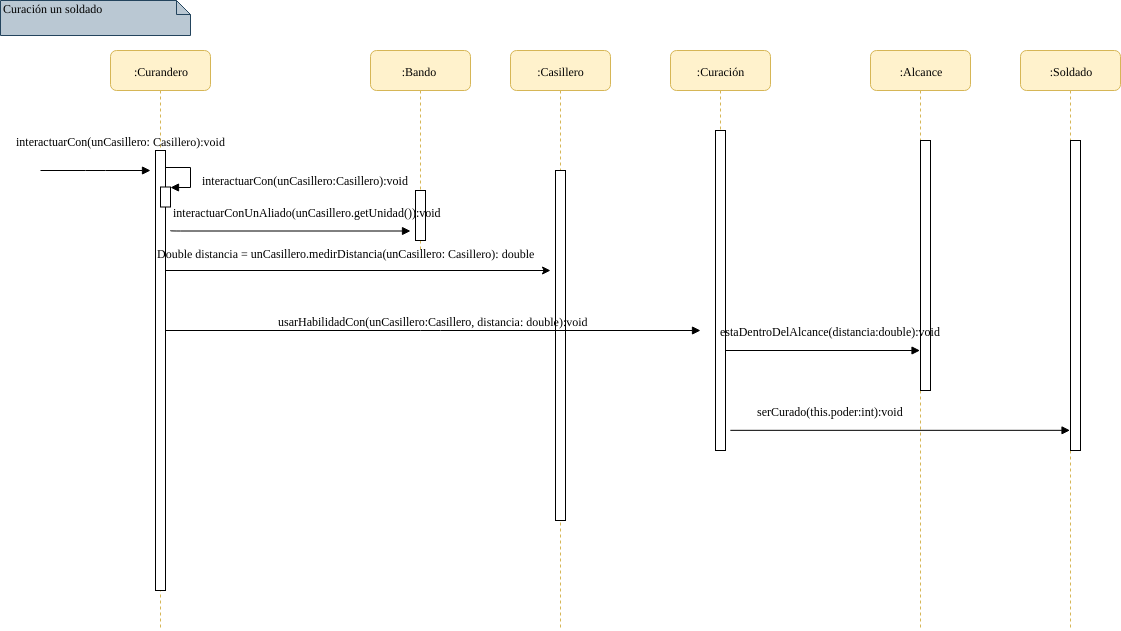 Curación un soldado
:Curandero
:Bando
:Casillero
:Curación
:Alcance
:Soldado
interactuarCon(unCasillero: Casillero):void
interactuarCon(unCasillero:Casillero):void
interactuarConUnAliado(unCasillero.getUnidad()):void
Double distancia = unCasillero.medirDistancia(unCasillero: Casillero): double
usarHabilidadCon(unCasillero:Casillero, distancia: double):void
estaDentroDelAlcance(distancia:double):void
serCurado(this.poder:int):void